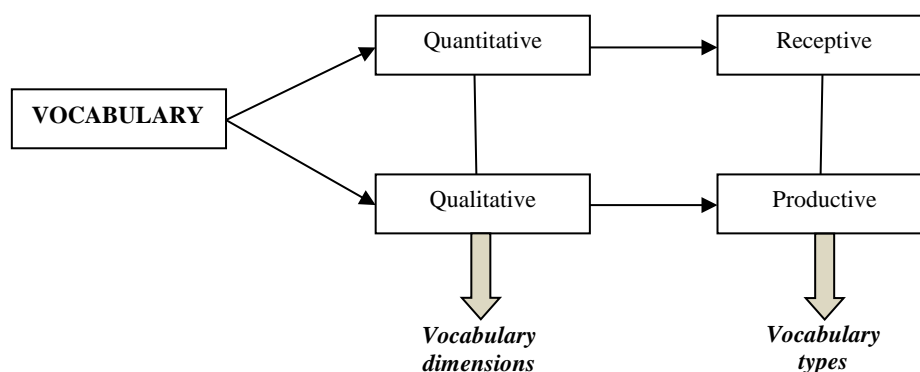 Quantitative
Receptive
VOCABULARY
Qualitative
Productive
Vocabulary
dimensions
Vocabulary
types